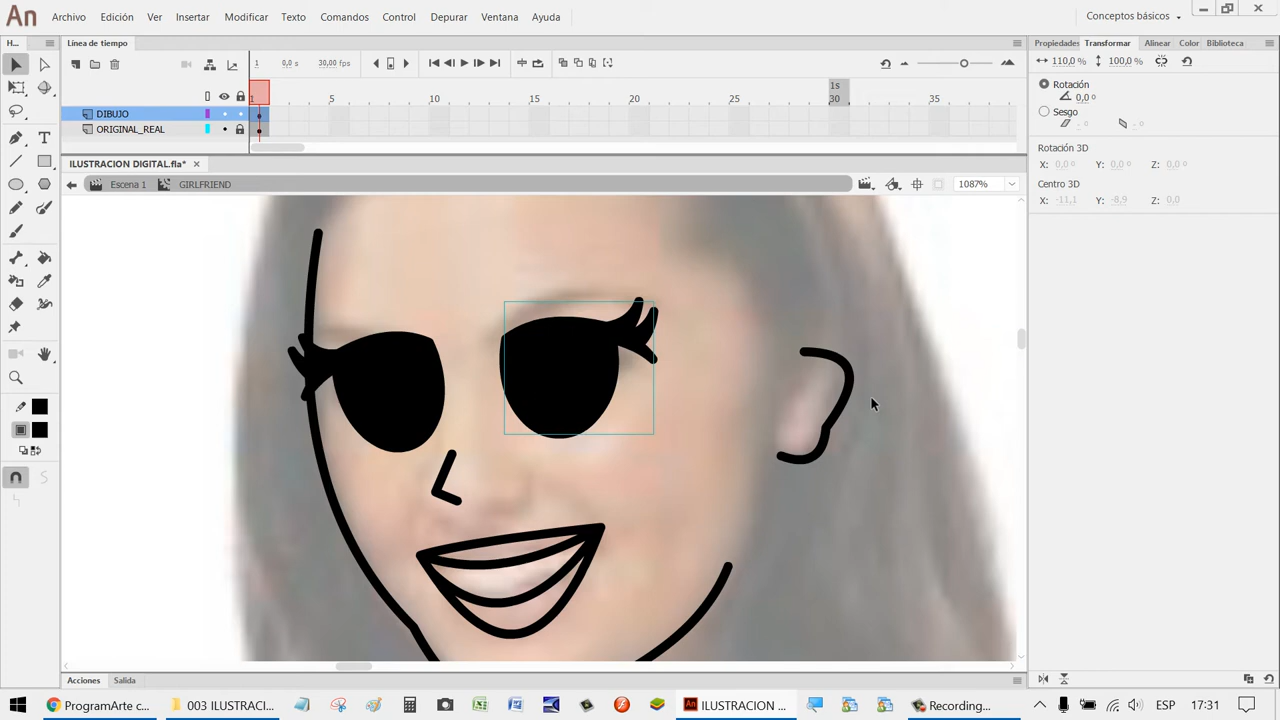 An Archivo Edición Ver Insertar Modificar Texto Comandos Control Depurar Ventana Ayuda Conceptos básicos
H... Línea de tiempo Propiedades Transformar Alinear Color Biblioteca
1 0,0 s 30,00 fps 110,0 % 100,0 %
1s
1 5 10 15 20 25 30 35
Rotación
0,0 °
DIBUJO
Sesgo
ORIGINAL_REAL
- ° - °
Rotación 3D
ILUSTRACION DIGITAL.fla*
X: 0,0 ° Y: 0,0 ° Z: 0,0 °
Escena 1 GIRLFRIEND 1087%
Centro 3D
X: -11,1 Y: -8,9 Z: 0,0
Acciones Salida
ProgramArte c... 003 ILUSTRACI... An ILUSTRACION ... Recording... ESP 17:31